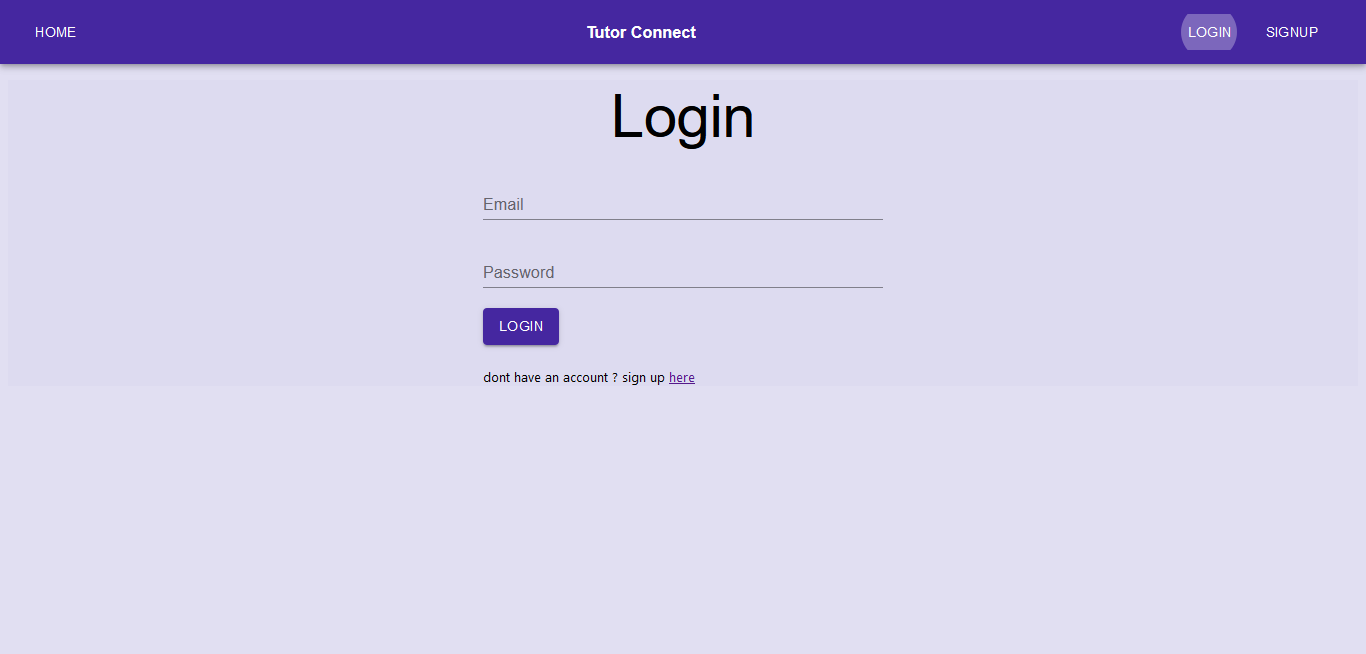 HOME Tutor Connect LOGIN SIGNUP
Login
Email
Password
LOGIN
dont have an account ? sign up here